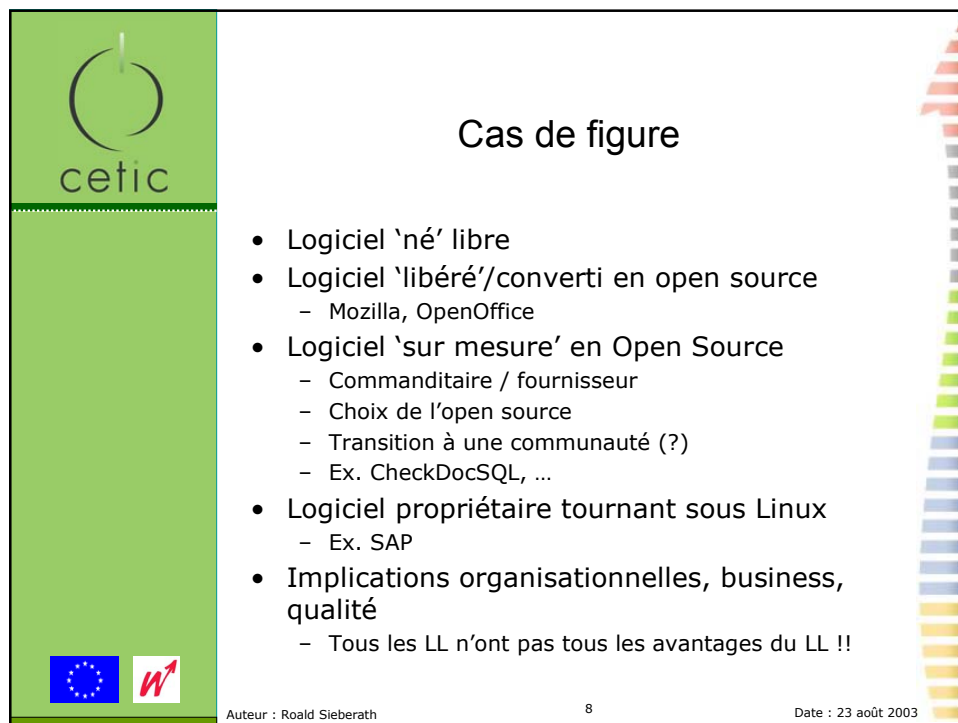 cetic
Cas de figure
• Logiciel ‘né’ libre
• Logiciel ‘libéré’/converti en open source
– Mozilla, OpenOffice
• Logiciel ‘sur mesure’ en Open Source
– Commanditaire / fournisseur
– Choix de l’open source
– Transition à une communauté (?)
– Ex. CheckDocSQL, …
• Logiciel propriétaire tournant sous Linux
– Ex. SAP
• Implications organisationnelles, business,
qualité
– Tous les LL n’ont pas tous les avantages du LL !!
W
Auteur : Roald Sieberath
8
Date : 23 août 2003